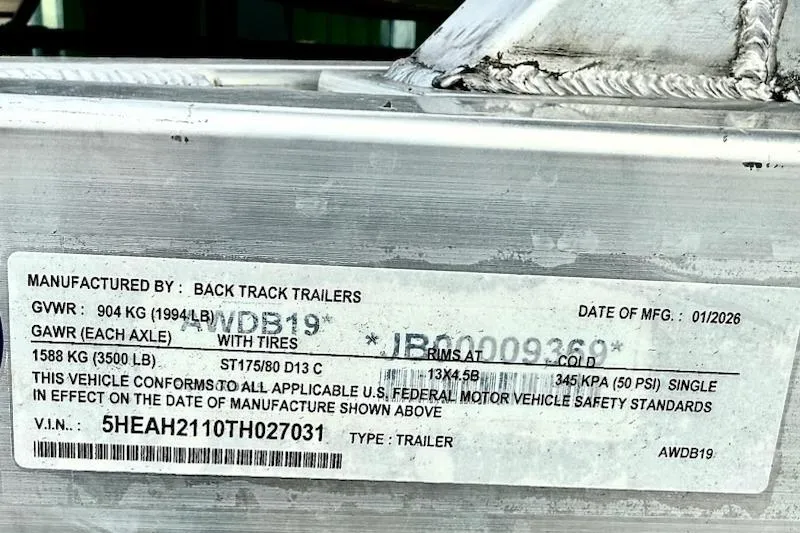 MANUFACTURED BY : BACK TRACK TRAILERS
GVWR : 904 KG (1994 LB) DATE OF MFG. : 01/2026
AWDB19* *JB00009369*
GAWR (EACH AXLE) WITH TIRES RIMS AT COLD
1588 KG (3500 LB) ST175/80 D13 C 13X4.5B 345 KPA (50 PSI) SINGLE
THIS VEHICLE CONFORMS TO ALL APPLICABLE U.S. FEDERAL MOTOR VEHICLE SAFETY STANDARDS
IN EFFECT ON THE DATE OF MANUFACTURE SHOWN ABOVE
V.I.N.. : 5HEAH2110TH027031 TYPE : TRAILER AWDB19